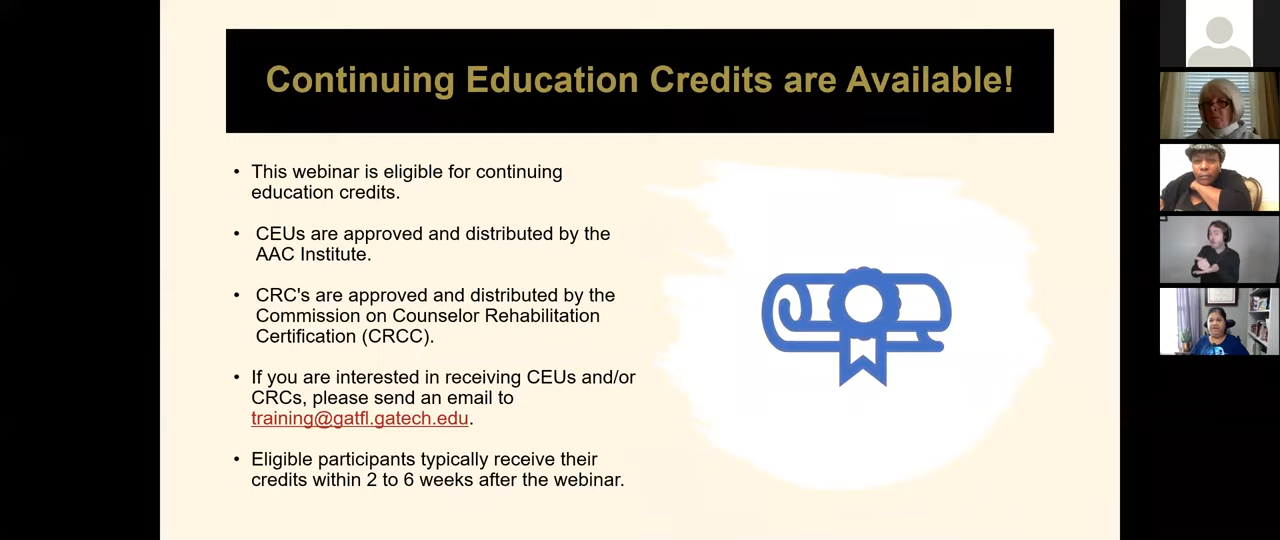 Continuing Education Credits are Available!
• This webinar is eligible for continuing
education credits.
• CEUs are approved and distributed by the
AAC Institute.
• CRC's are approved and distributed by the
Commission on Counselor Rehabilitation
Certification (CRCC).
• If you are interested in receiving CEUs and/or
CRCs, please send an email to
training@gatfl.gatech.edu.
• Eligible participants typically receive their
credits within 2 to 6 weeks after the webinar.